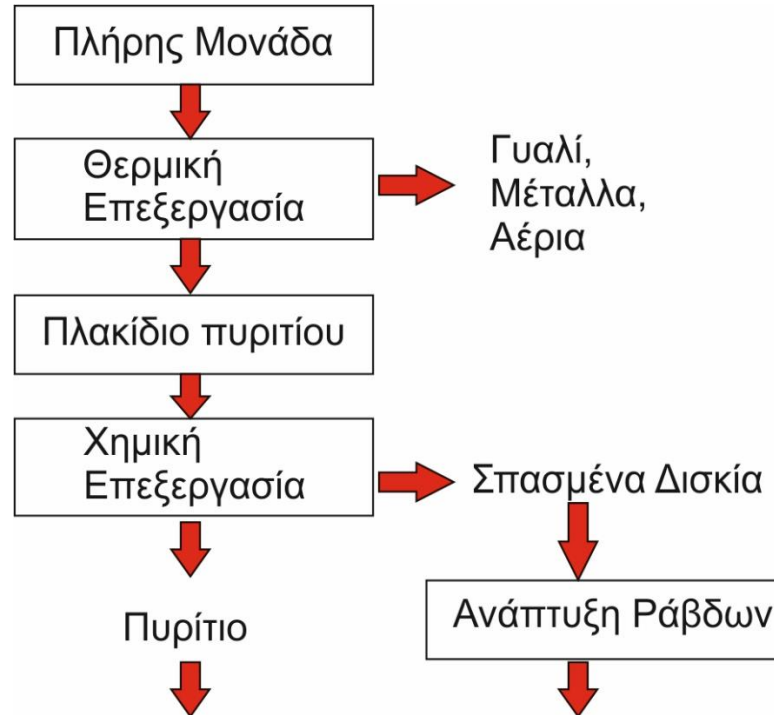 Πλήρης Μονάδα
Θερμική
Επεξεργασία
Γυαλί,
Μέταλλα,
Αέρια
Πλακίδιο πυριτίου
Χημική
Επεξεργασία
Σπασμένα Δισκία
Πυρίτιο
Ανάπτυξη Ράβδων